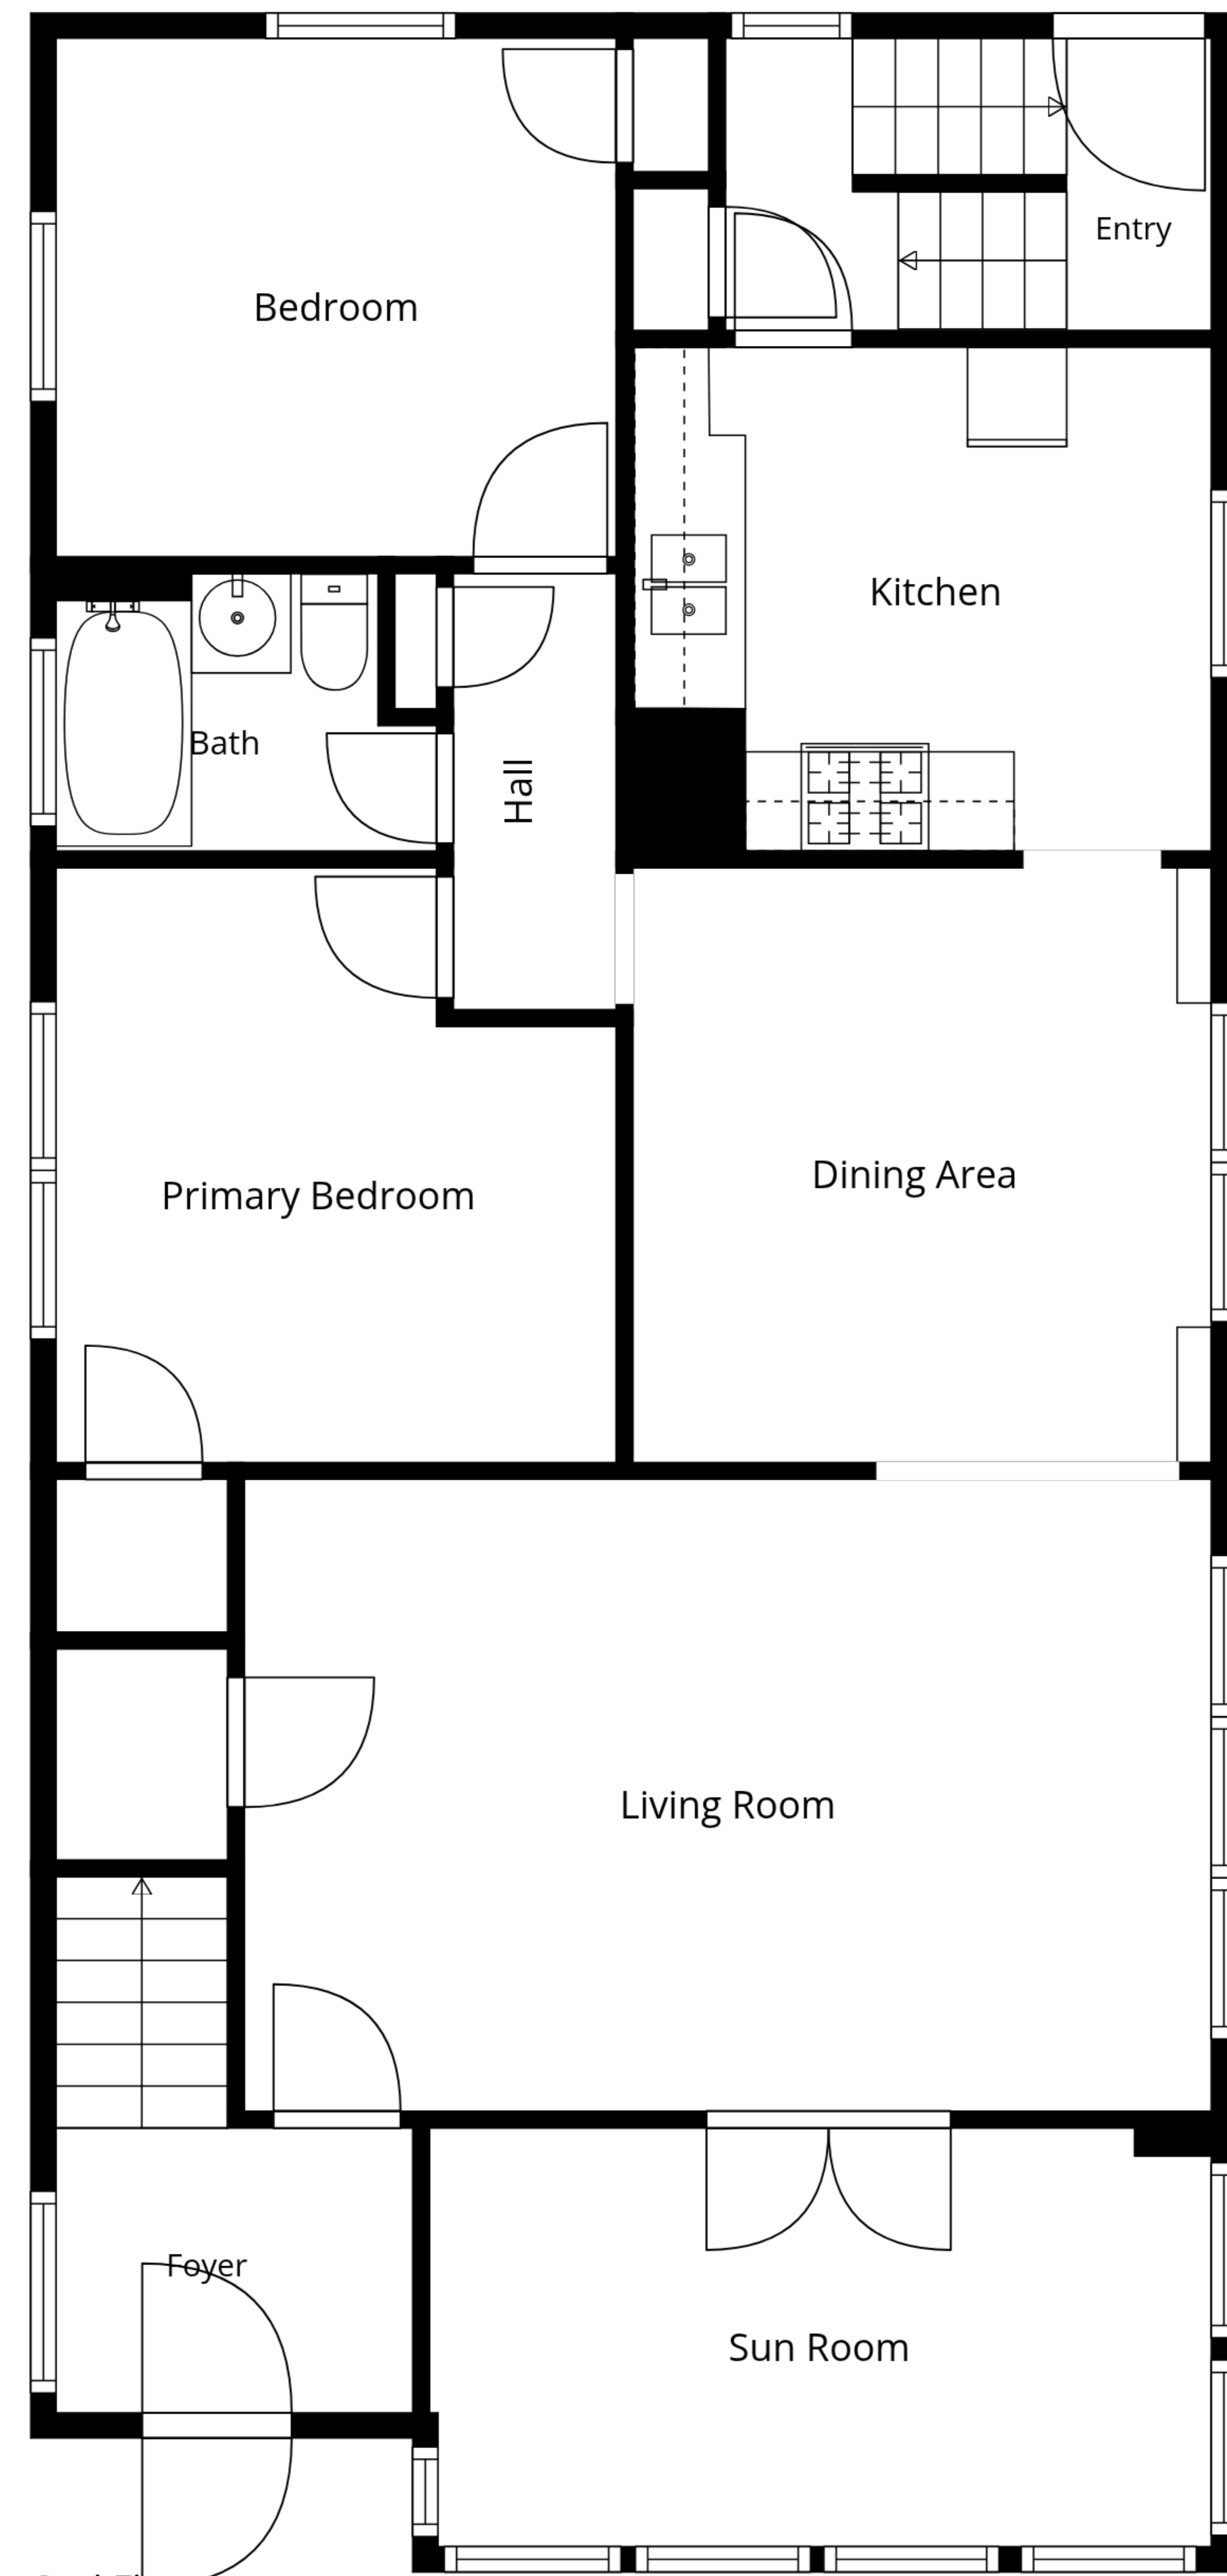 Entry
Bedroom
Kitchen
Bath
Hall
Dining Area
Primary Bedroom
Living Room
Foyer
Sun Room